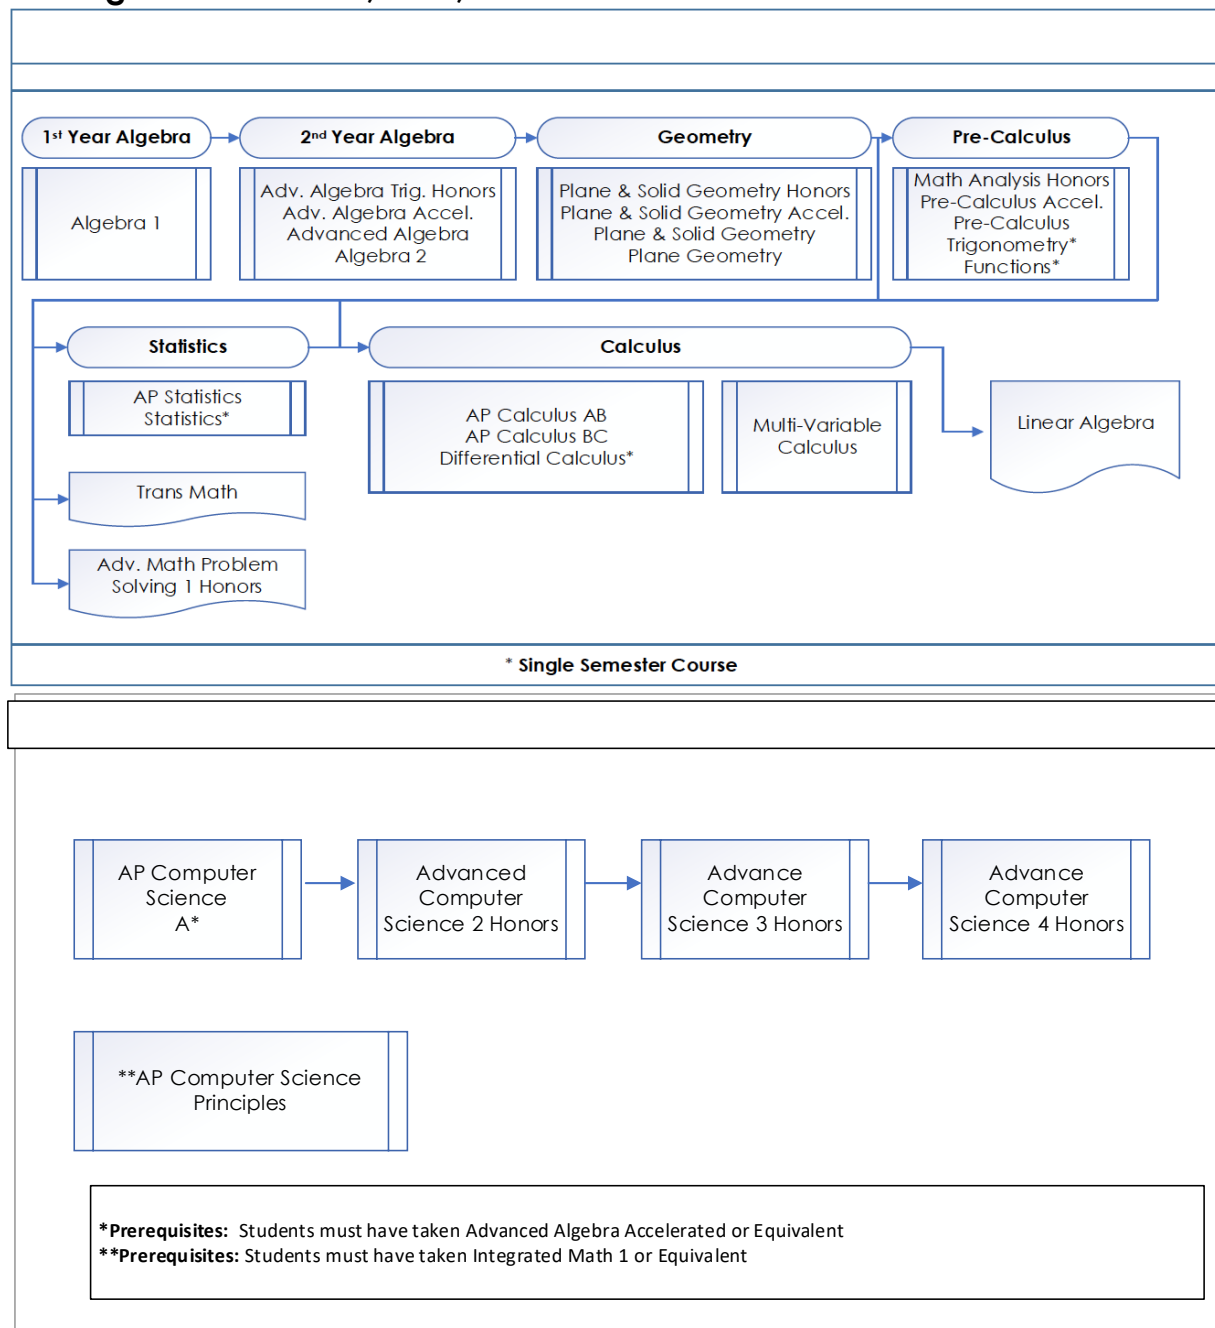 1st Year Algebra
2nd Year Algebra
Geometry
Pre-Calculus
Algebra 1
Adv. Algebra Trig. Honors
Adv. Algebra Accel.
Advanced Algebra
Algebra 2
Plane & Solid Geometry Honors
Plane & Solid Geometry Accel.
Plane & Solid Geometry
Plane Geometry
Math Analysis Honors
Pre-Calculus Accel.
Pre-Calculus
Trigonometry*
Functions*
Statistics
Calculus
AP Statistics
Statistics*
AP Calculus AB
AP Calculus BC
Differential Calculus*
Multi-Variable
Calculus
Linear Algebra
Trans Math
Adv. Math Problem
Solving 1 Honors
* Single Semester Course
AP Computer
Science
A*
Advanced
Computer
Science 2 Honors
Advance
Computer
Science 3 Honors
Advance
Computer
Science 4 Honors
**AP Computer Science
Principles
*Prerequisites: Students must have taken Advanced Algebra Accelerated or Equivalent
**Prerequisites: Students must have taken Integrated Math 1 or Equivalent